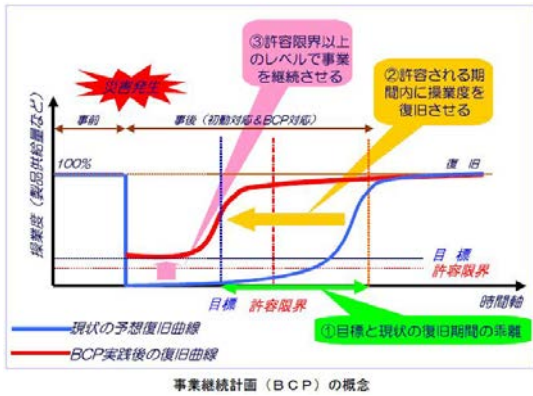 ③許容限界以上
のレベルで事業
を継続させる
災害発生
②許容される期
間内に操業度を
復旧させる
事前
事後（初動対応＆BCP対応）
100%
復 旧
操業度（製品供給量など）
目 標
許容限界
目標
許容限界
時間軸
①目標と現状の復旧期間の乖離
現状の予想復旧曲線
BCP実践後の復旧曲線
事業継続計画（ＢＣＰ）の概念